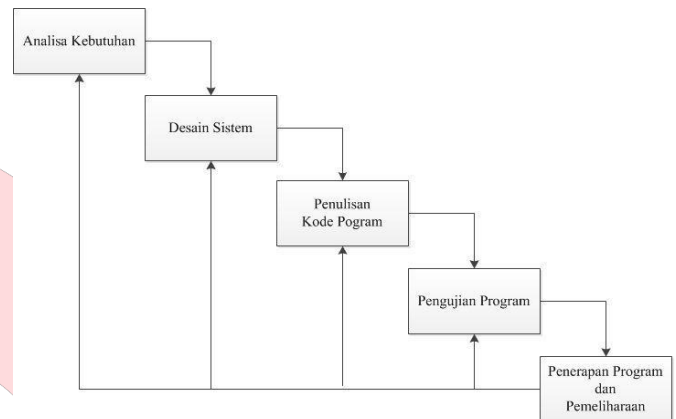 Analisa Kebutuhan
Desain Sistem
Penulisan
Kode Pogram
Pengujian Program
Penerapan Program
dan
Pemeliharaan